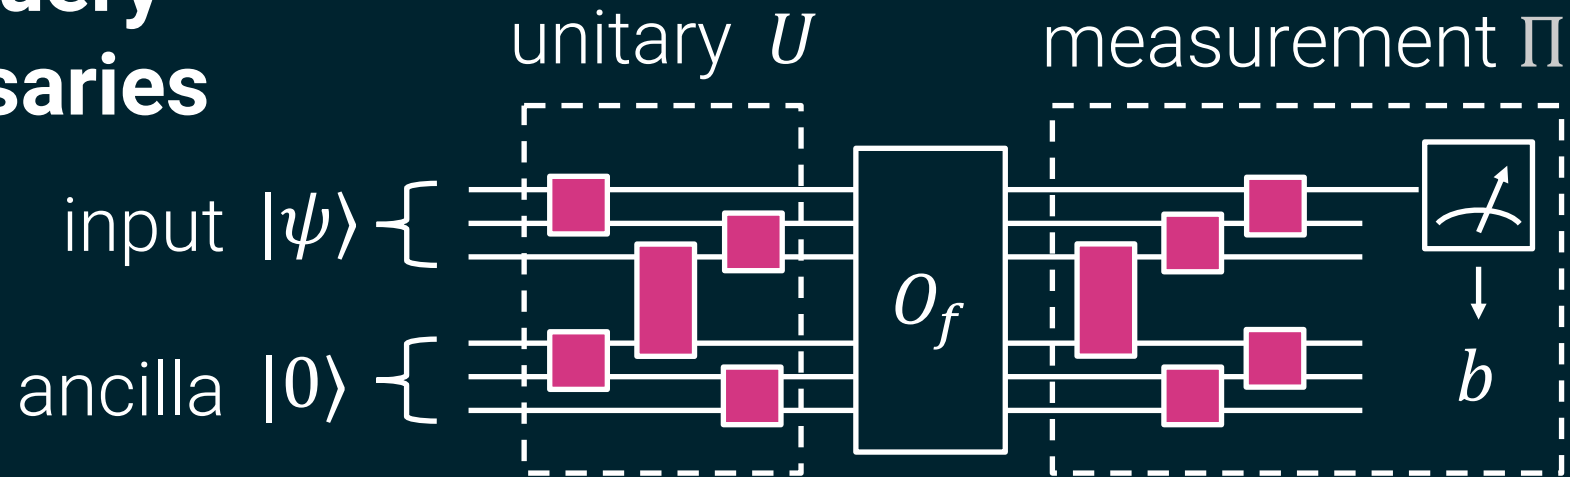 saries
unitary U
measurement Π
input |ψ⟩
O_f
ancilla |0⟩
b